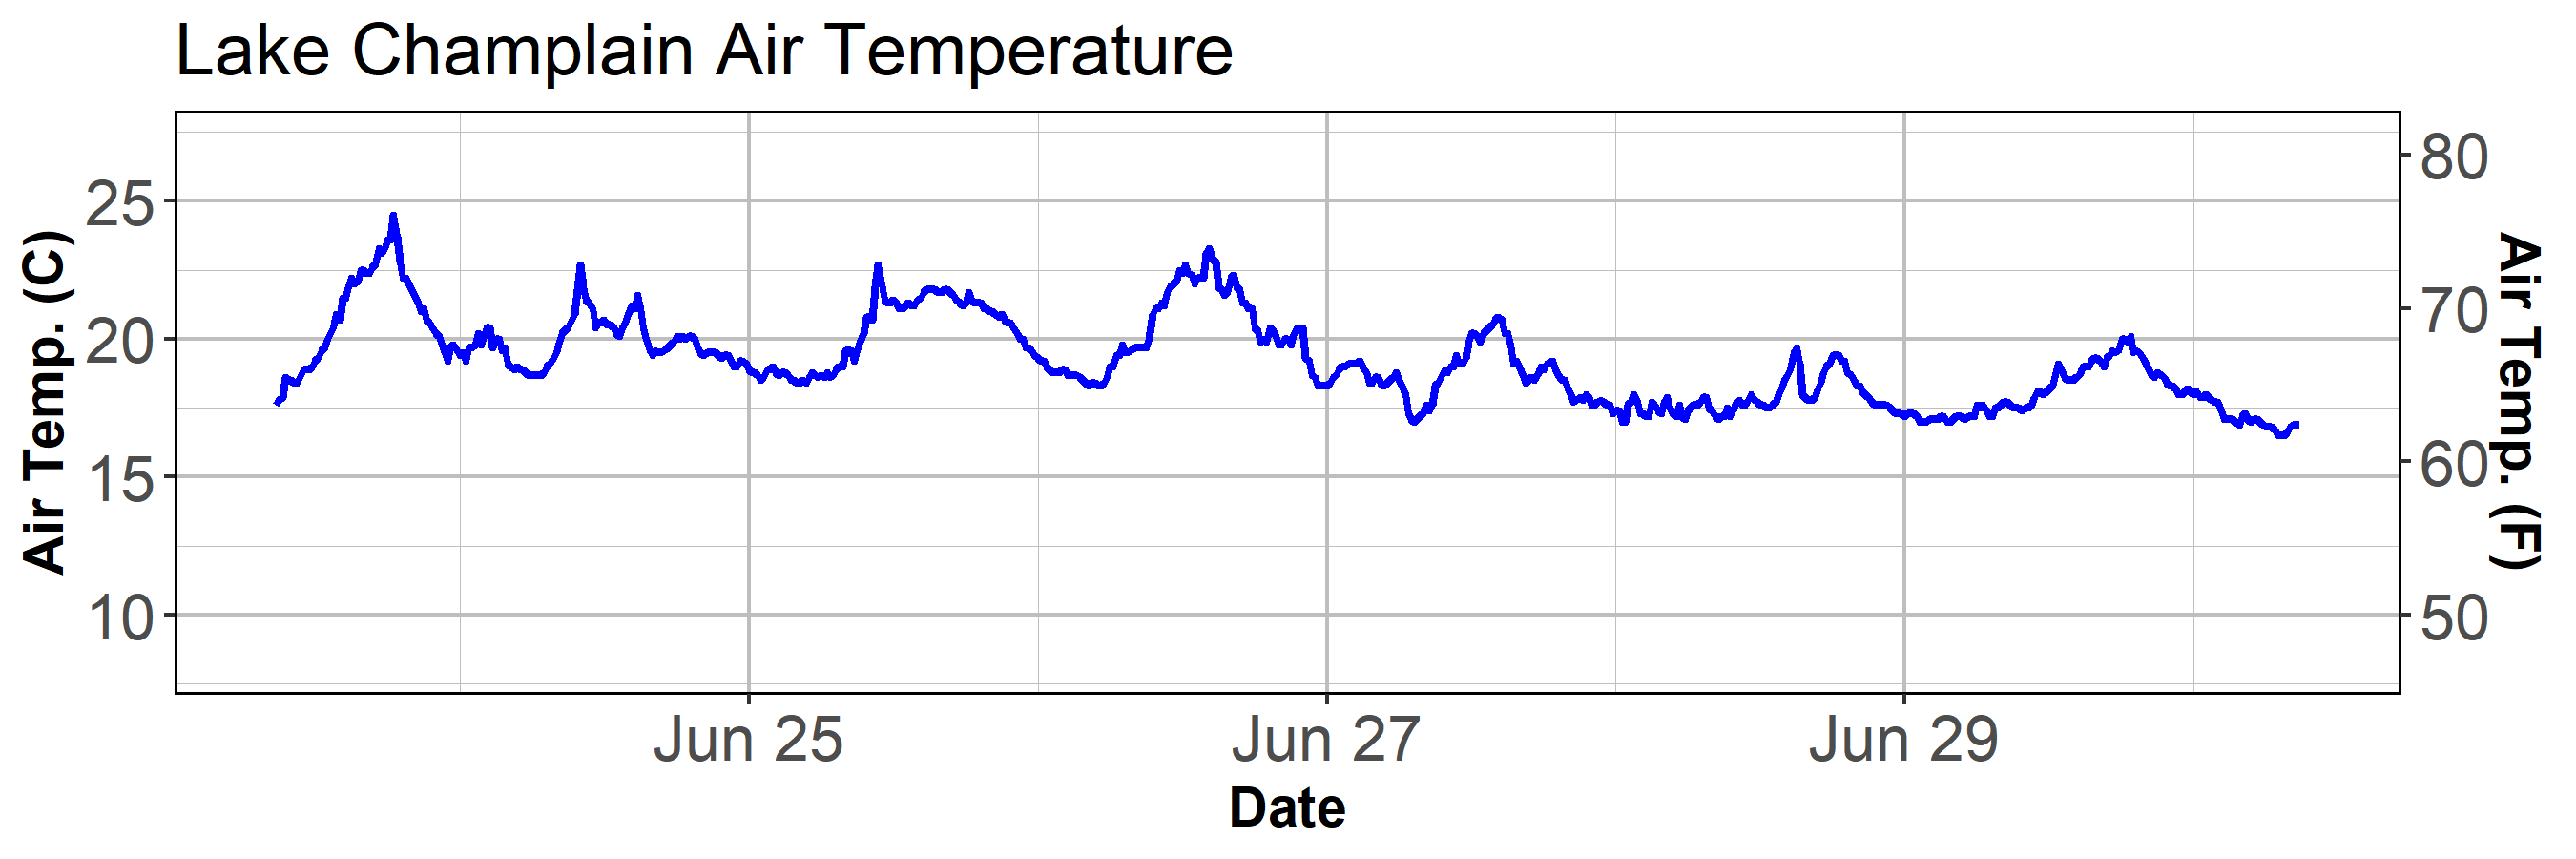 Lake Champlain Air Temperature
Air Temp. (C)
25
20
15
10
80
70
60
50
Air Temp. (F)
Jun 25
Jun 27
Jun 29
Date